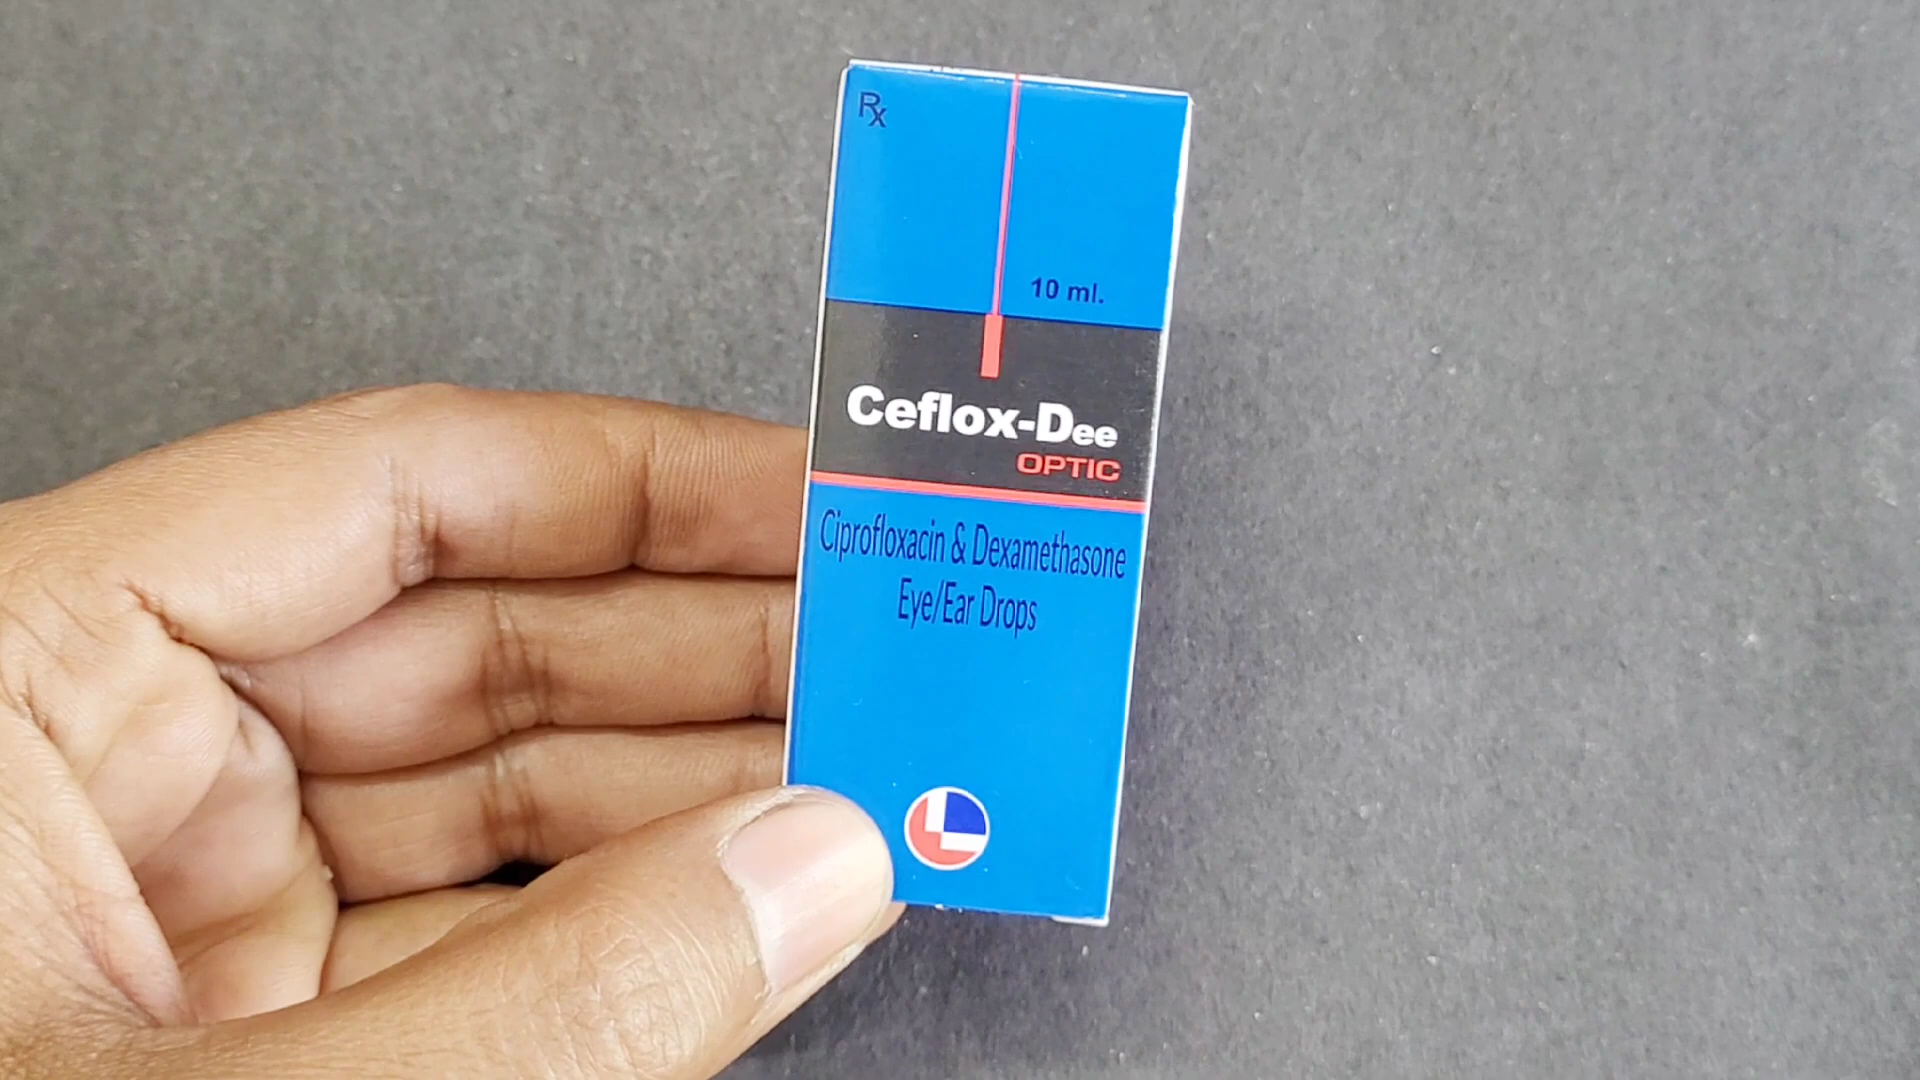 Rx
10 ml.
Ceflox-Dee
OPTIC
Ciprofloxacin & Dexamethasone
Eye/Ear Drops